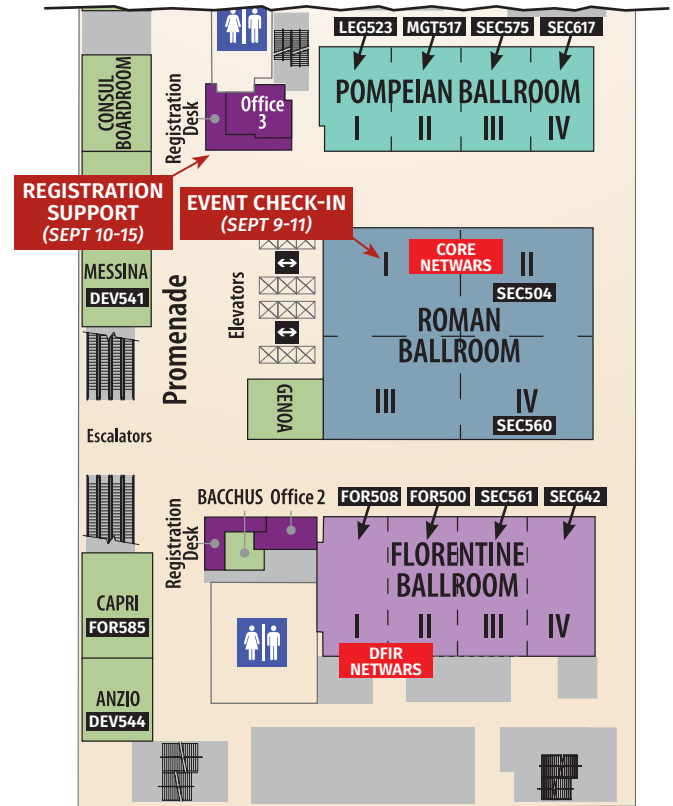 LEG523 MGT517 SEC575 SEC617
POMPEIAN BALLROOM
I II III IV
CONSUL
BOARDROOM
Registration
Desk
Office
3
REGISTRATION
SUPPORT
(SEPT 10-15)
EVENT CHECK-IN
(SEPT 9-11)
MESSINA
DEV541
Promenade
Elevators
I
CORE
NETWARS
II
SEC504
ROMAN
BALLROOM
III
IV
SEC560
GENOA
Escalators
BACCHUS Office 2
Registration
Desk
FOR508 FOR500 SEC561 SEC642
FLORENTINE
BALLROOM
I II III IV
DFIR
NETWARS
CAPRI
FOR585
ANZIO
DEV544